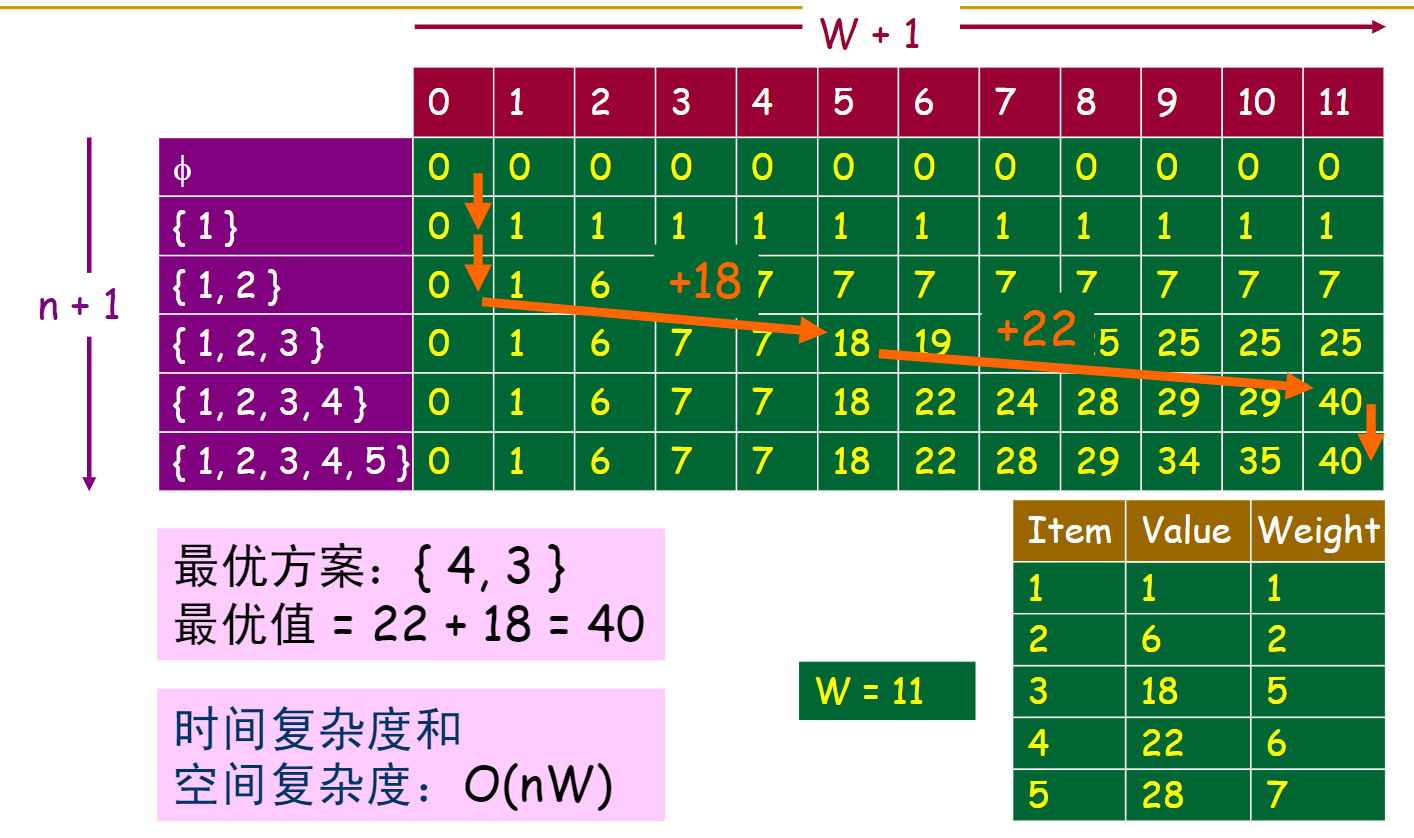 W + 1
0 1 2 3 4 5 6 7 8 9 10 11
ϕ 0 0 0 0 0 0 0 0 0 0 0 0
{ 1 } 0 1 1 1 1 1 1 1 1 1 1 1
{ 1, 2 } 0 1 6 +18 7 7 7 7 7 7 7 7
n + 1
{ 1, 2, 3 } 0 1 6 7 7 18 19 +22 5 25 25 25
{ 1, 2, 3, 4 } 0 1 6 7 7 18 22 24 28 29 29 40
{ 1, 2, 3, 4, 5 } 0 1 6 7 7 18 22 28 29 34 35 40
最优方案：{ 4, 3 }
最优值 = 22 + 18 = 40
时间复杂度和
空间复杂度：O(nW)
W = 11
Item Value Weight
1 1 1
2 6 2
3 18 5
4 22 6
5 28 7